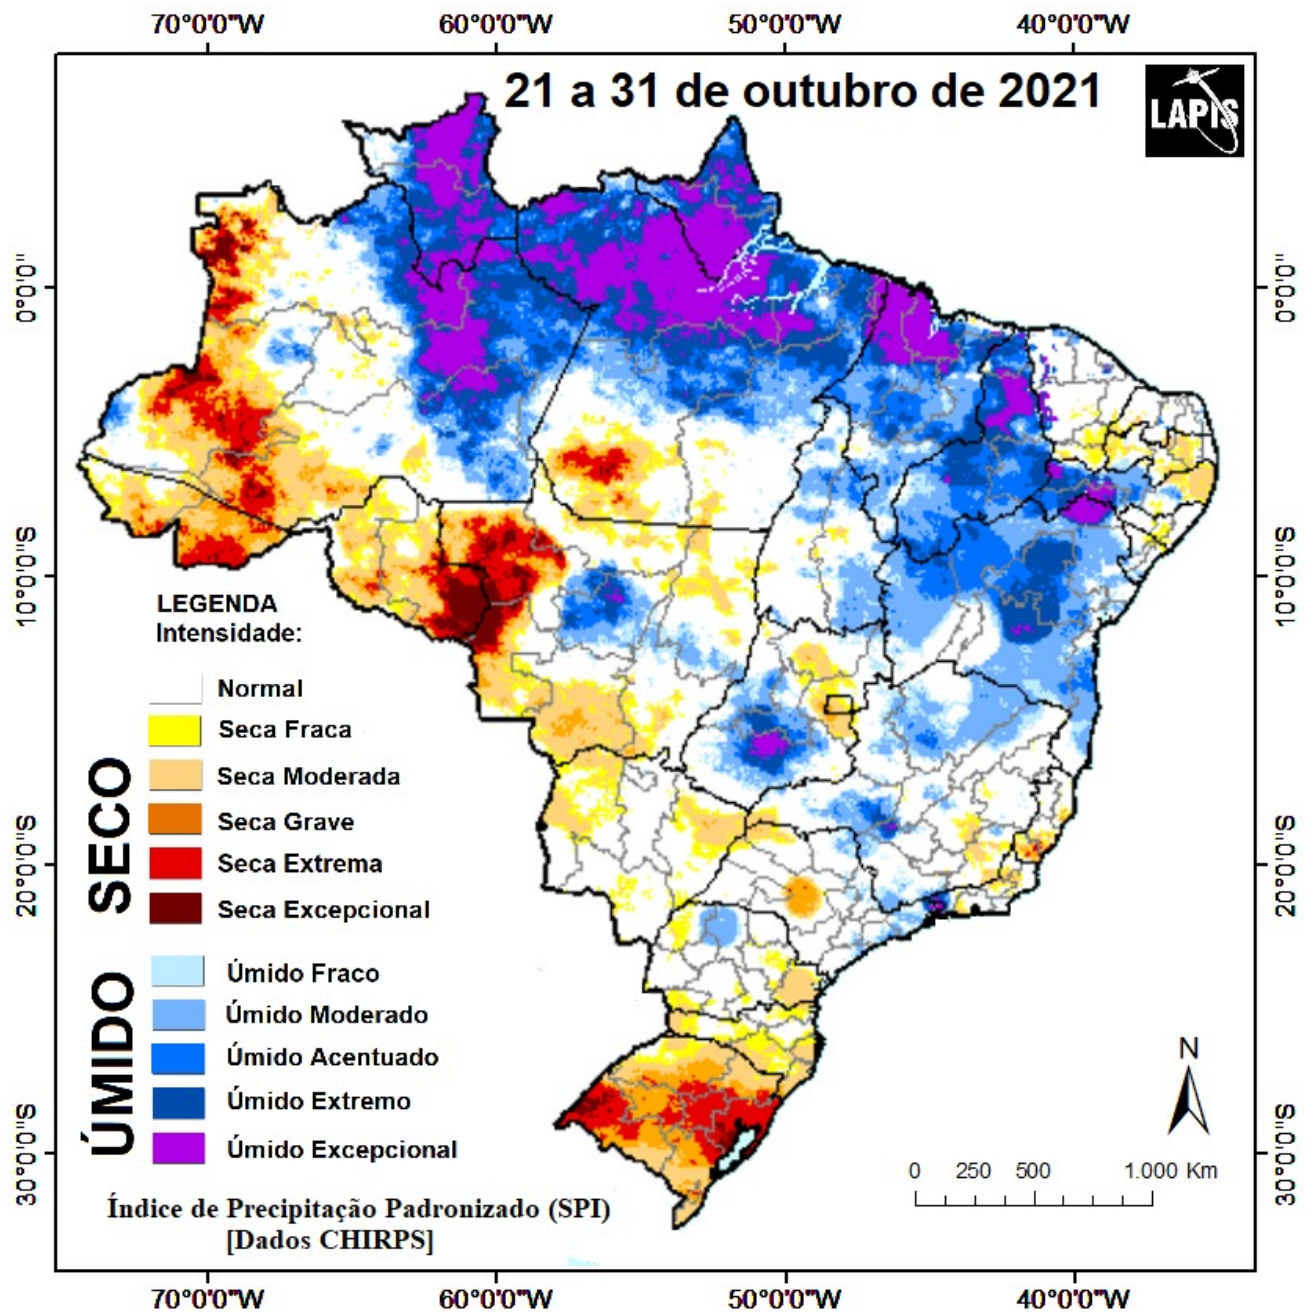 70°0'0"W 60°0'0"W 50°0'0"W 40°0'0"W
21 a 31 de outubro de 2021
LAPIS
0°0'0"
0°0'0"
10°0'0"S
10°0'0"S
20°0'0"S
20°0'0"S
30°0'0"S
30°0'0"S
LEGENDA
Intensidade:
Normal
SECO
Seca Fraca
Seca Moderada
Seca Grave
Seca Extrema
Seca Excepcional
ÚMIDO
Úmido Fraco
Úmido Moderado
Úmido Acentuado
Úmido Extremo
Úmido Excepcional
Índice de Precipitação Padronizado (SPI)
[Dados CHIRPS]
N
0 250 500 1.000 Km
70°0'0"W 60°0'0"W 50°0'0"W 40°0'0"W